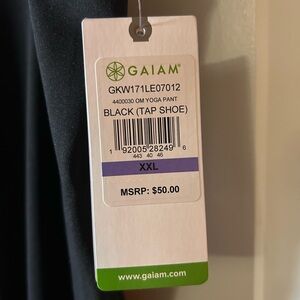 GAIAM®
GKW171LE07012
4400030 OM YOGA PANT
BLACK (TAP SHOE)
1 92005 28249 6
443 40 46
XXL
MSRP: $50.00
www.gaiam.com